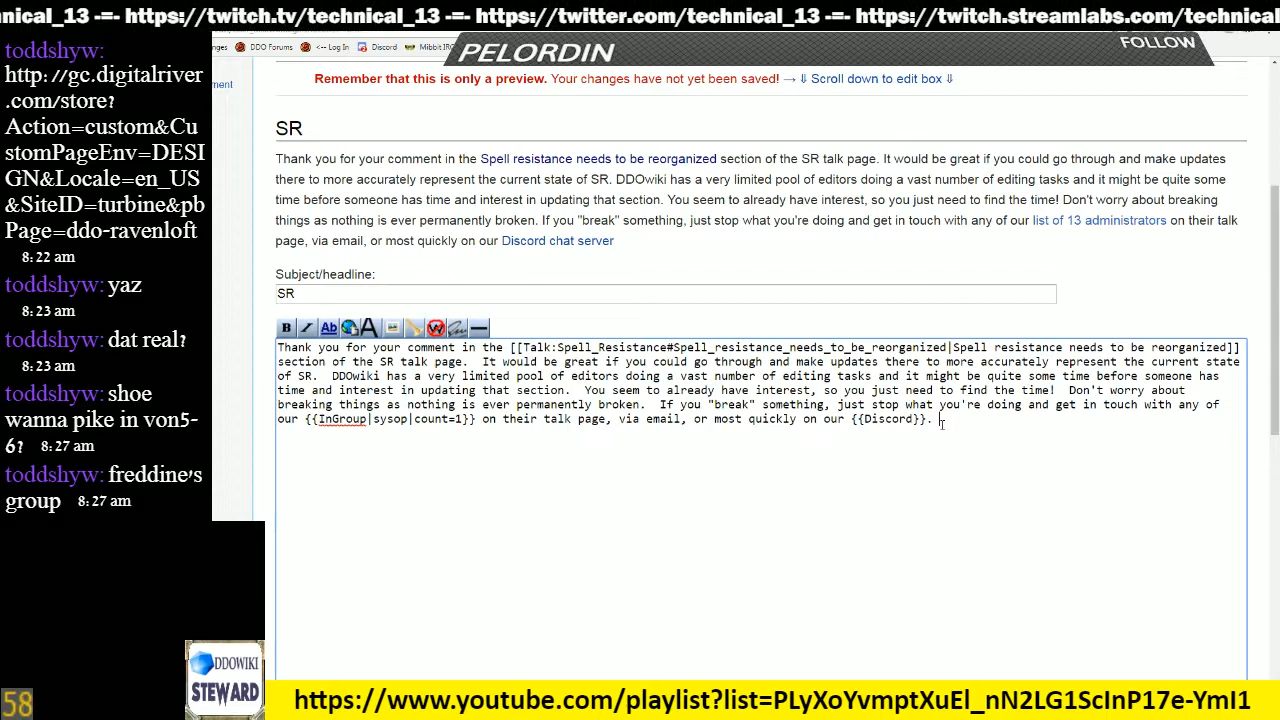 nical_13 -=- https://twitch.tv/technical_13 -=- https://twitter.com/technical_13 -=- https://twitch.streamlabs.com/technical
toddshyw:
http://gc.digitalriver
.com/store?
Action=custom&Cu
stomPageEnv=DESI
GN&Locale=en_US
&SiteID=turbine&pb
Page=ddo-ravenloft
8:22 am
toddshyw: yaz
8:23 am
toddshyw: dat real?
8:23 am
toddshyw: shoe
wanna pike in von5-
6? 8:27 am
toddshyw: freddine's
group 8:27 am
nges DDO Forums <-- Log In Discord Mibbit IRC
PELORDIN
FOLLOW
ment
Remember that this is only a preview. Your changes have not yet been saved! → ⇓ Scroll down to edit box ⇓
SR
Thank you for your comment in the Spell resistance needs to be reorganized section of the SR talk page. It would be great if you could go through and make updates
there to more accurately represent the current state of SR. DDOwiki has a very limited pool of editors doing a vast number of editing tasks and it might be quite some
time before someone has time and interest in updating that section. You seem to already have interest, so you just need to find the time! Don't worry about breaking
things as nothing is ever permanently broken. If you "break" something, just stop what you're doing and get in touch with any of our list of 13 administrators on their talk
page, via email, or most quickly on our Discord chat server
Subject/headline:
SR
B I Ab A W
Thank you for your comment in the [[Talk:Spell_Resistance#Spell_resistance_needs_to_be_reorganized|Spell resistance needs to be reorganized]]
section of the SR talk page. It would be great if you could go through and make updates there to more accurately represent the current state
of SR. DDOwiki has a very limited pool of editors doing a vast number of editing tasks and it might be quite some time before someone has
time and interest in updating that section. You seem to already have interest, so you just need to find the time! Don't worry about
breaking things as nothing is ever permanently broken. If you "break" something, just stop what you're doing and get in touch with any of
our {{InGroup|sysop|count=1}} on their talk page, via email, or most quickly on our {{Discord}}.
58
DDOWIKI
STEWARD
https://www.youtube.com/playlist?list=PLyXoYvmptXuEl_nN2LG1ScInP17e-YmI1